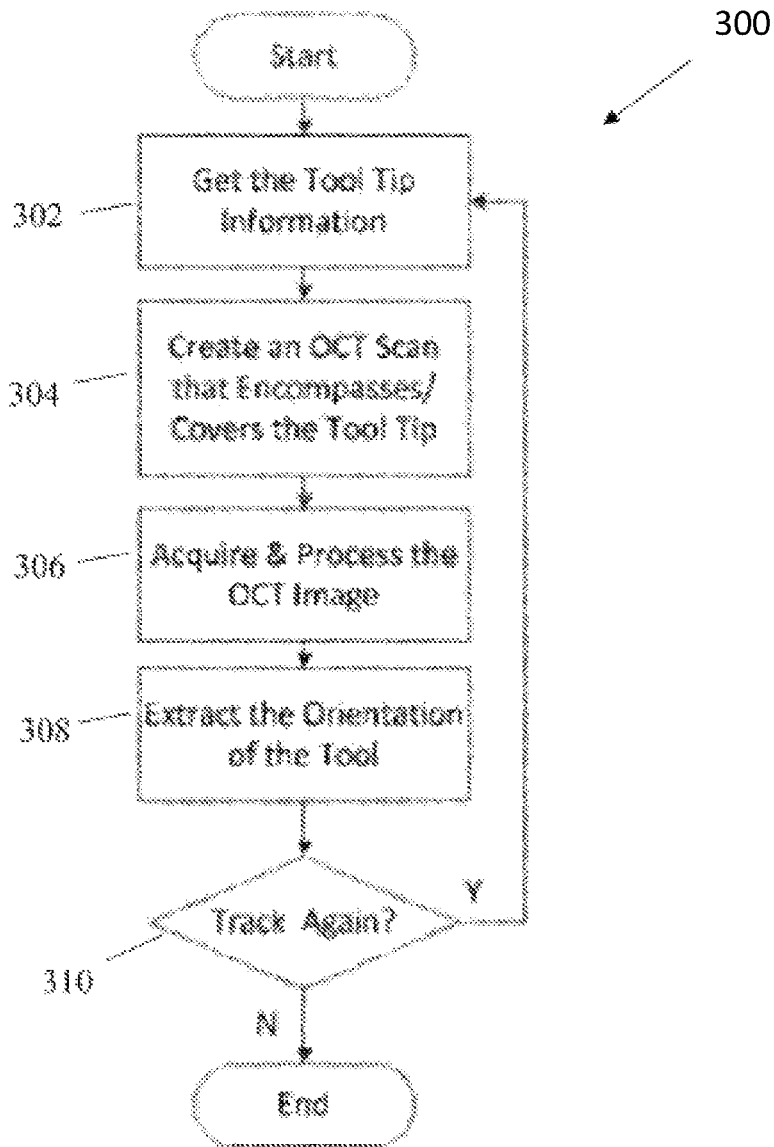 300
Start
302
Get the Tool Tip
Information
304
Create an OCT Scan
that Encompasses/
Covers the Tool Tip
306
Acquire & Process the
OCT Image
308
Extract the Orientation
of the Tool
Y
Track Again?
310
N
End